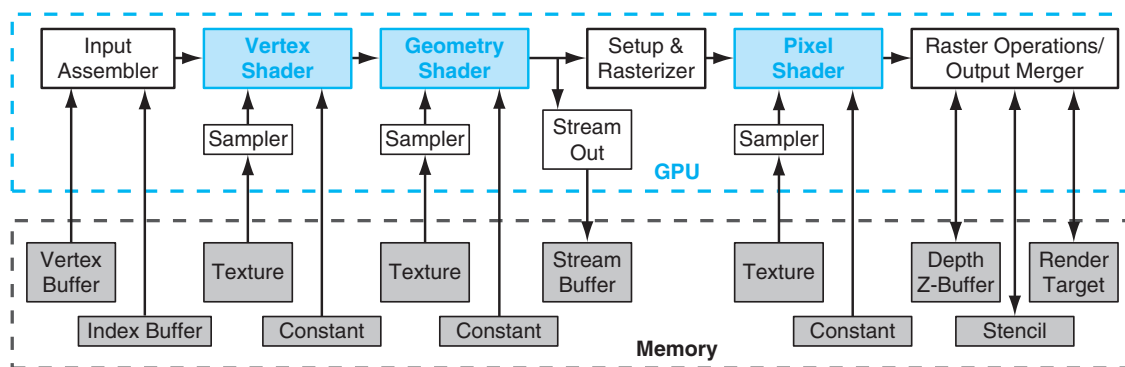 Input
Assembler
Vertex
Shader
Geometry
Shader
Setup &
Rasterizer
Pixel
Shader
Raster Operations/
Output Merger
Sampler
Sampler
Stream
Out
Sampler
GPU
Vertex
Buffer
Texture
Texture
Stream
Buffer
Texture
Depth
Z-Buffer
Render
Target
Index Buffer
Constant
Constant
Constant
Stencil
Memory